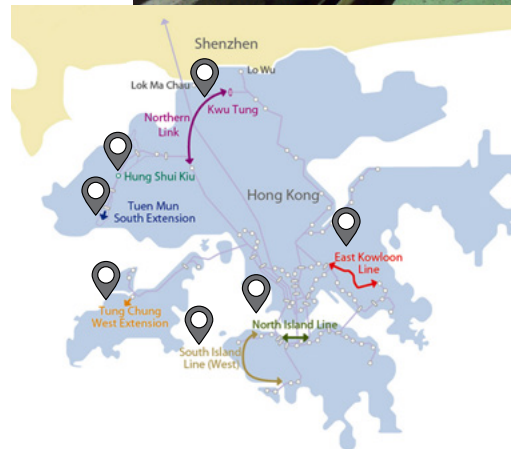 Shenzhen
Lo Wu
Lok Ma Chau
Kwu Tung
Northern
Link
Hung Shui Kiu
Hong Kong
Tuen Mun
South Extension
East Kowloon
Line
Tung Chung
West Extension
North Island Line
South Island
Line (West)